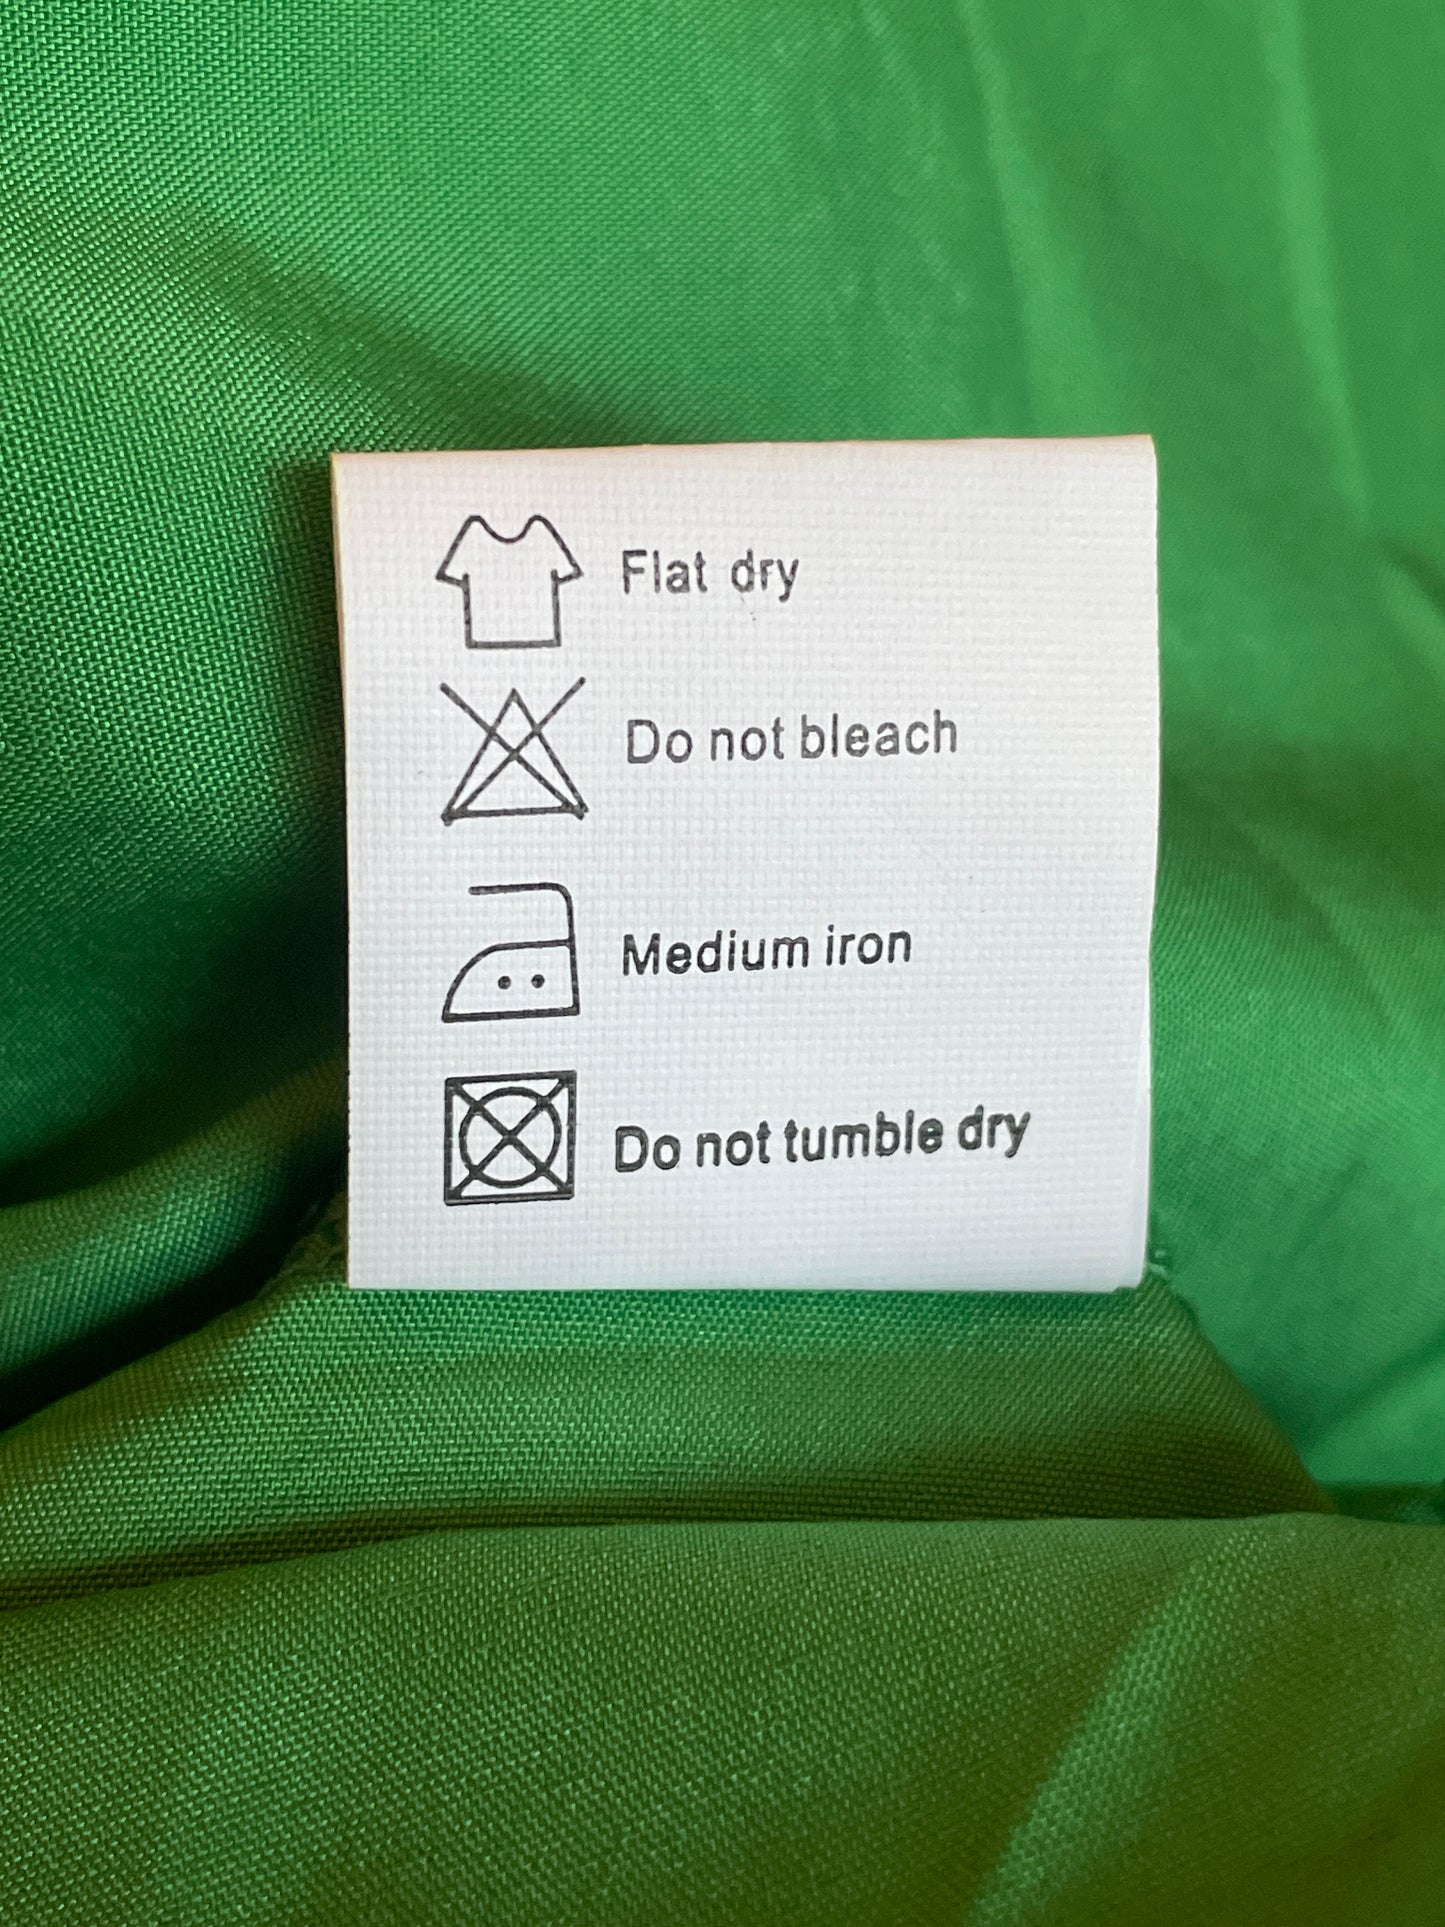 Flat dry
Do not bleach
Medium iron
Do not tumble dry